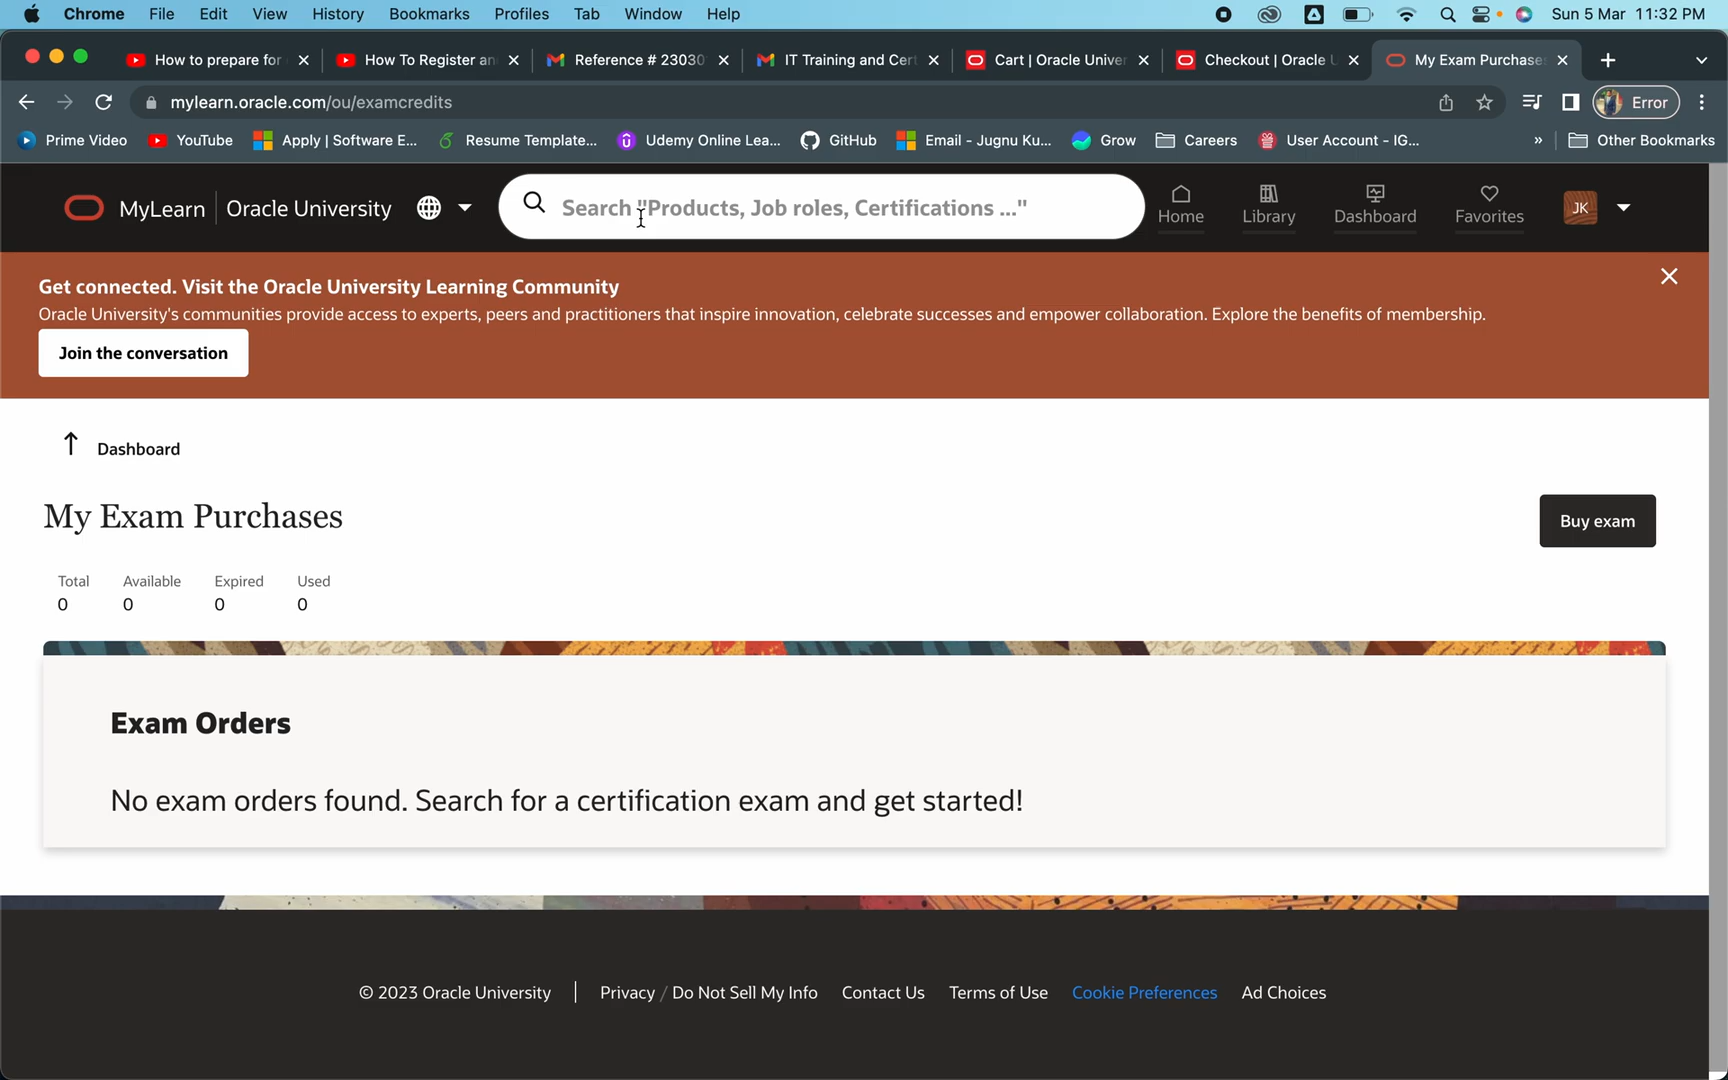 Chrome File Edit View History Bookmarks Profiles Tab Window Help Sun 5 Mar 11:32 PM
How to prepare for How To Register an Reference # 2303 IT Training and Cert Cart | Oracle Univer Checkout | Oracle U My Exam Purchase
mylearn.oracle.com/ou/examcredits Error
Prime Video YouTube Apply | Software E... Resume Template... Udemy Online Lea... GitHub Email - Jugnu Ku... Grow Careers User Account - IG... » Other Bookmarks
MyLearn Oracle University Search "Products, Job roles, Certifications ..." Home Library Dashboard Favorites JK
Get connected. Visit the Oracle University Learning Community
Oracle University's communities provide access to experts, peers and practitioners that inspire innovation, celebrate successes and empower collaboration. Explore the benefits of membership.
Join the conversation
Dashboard
My Exam Purchases
Buy exam
Total Available Expired Used
0 0 0 0
Exam Orders
No exam orders found. Search for a certification exam and get started!
© 2023 Oracle University | Privacy / Do Not Sell My Info Contact Us Terms of Use Cookie Preferences Ad Choices